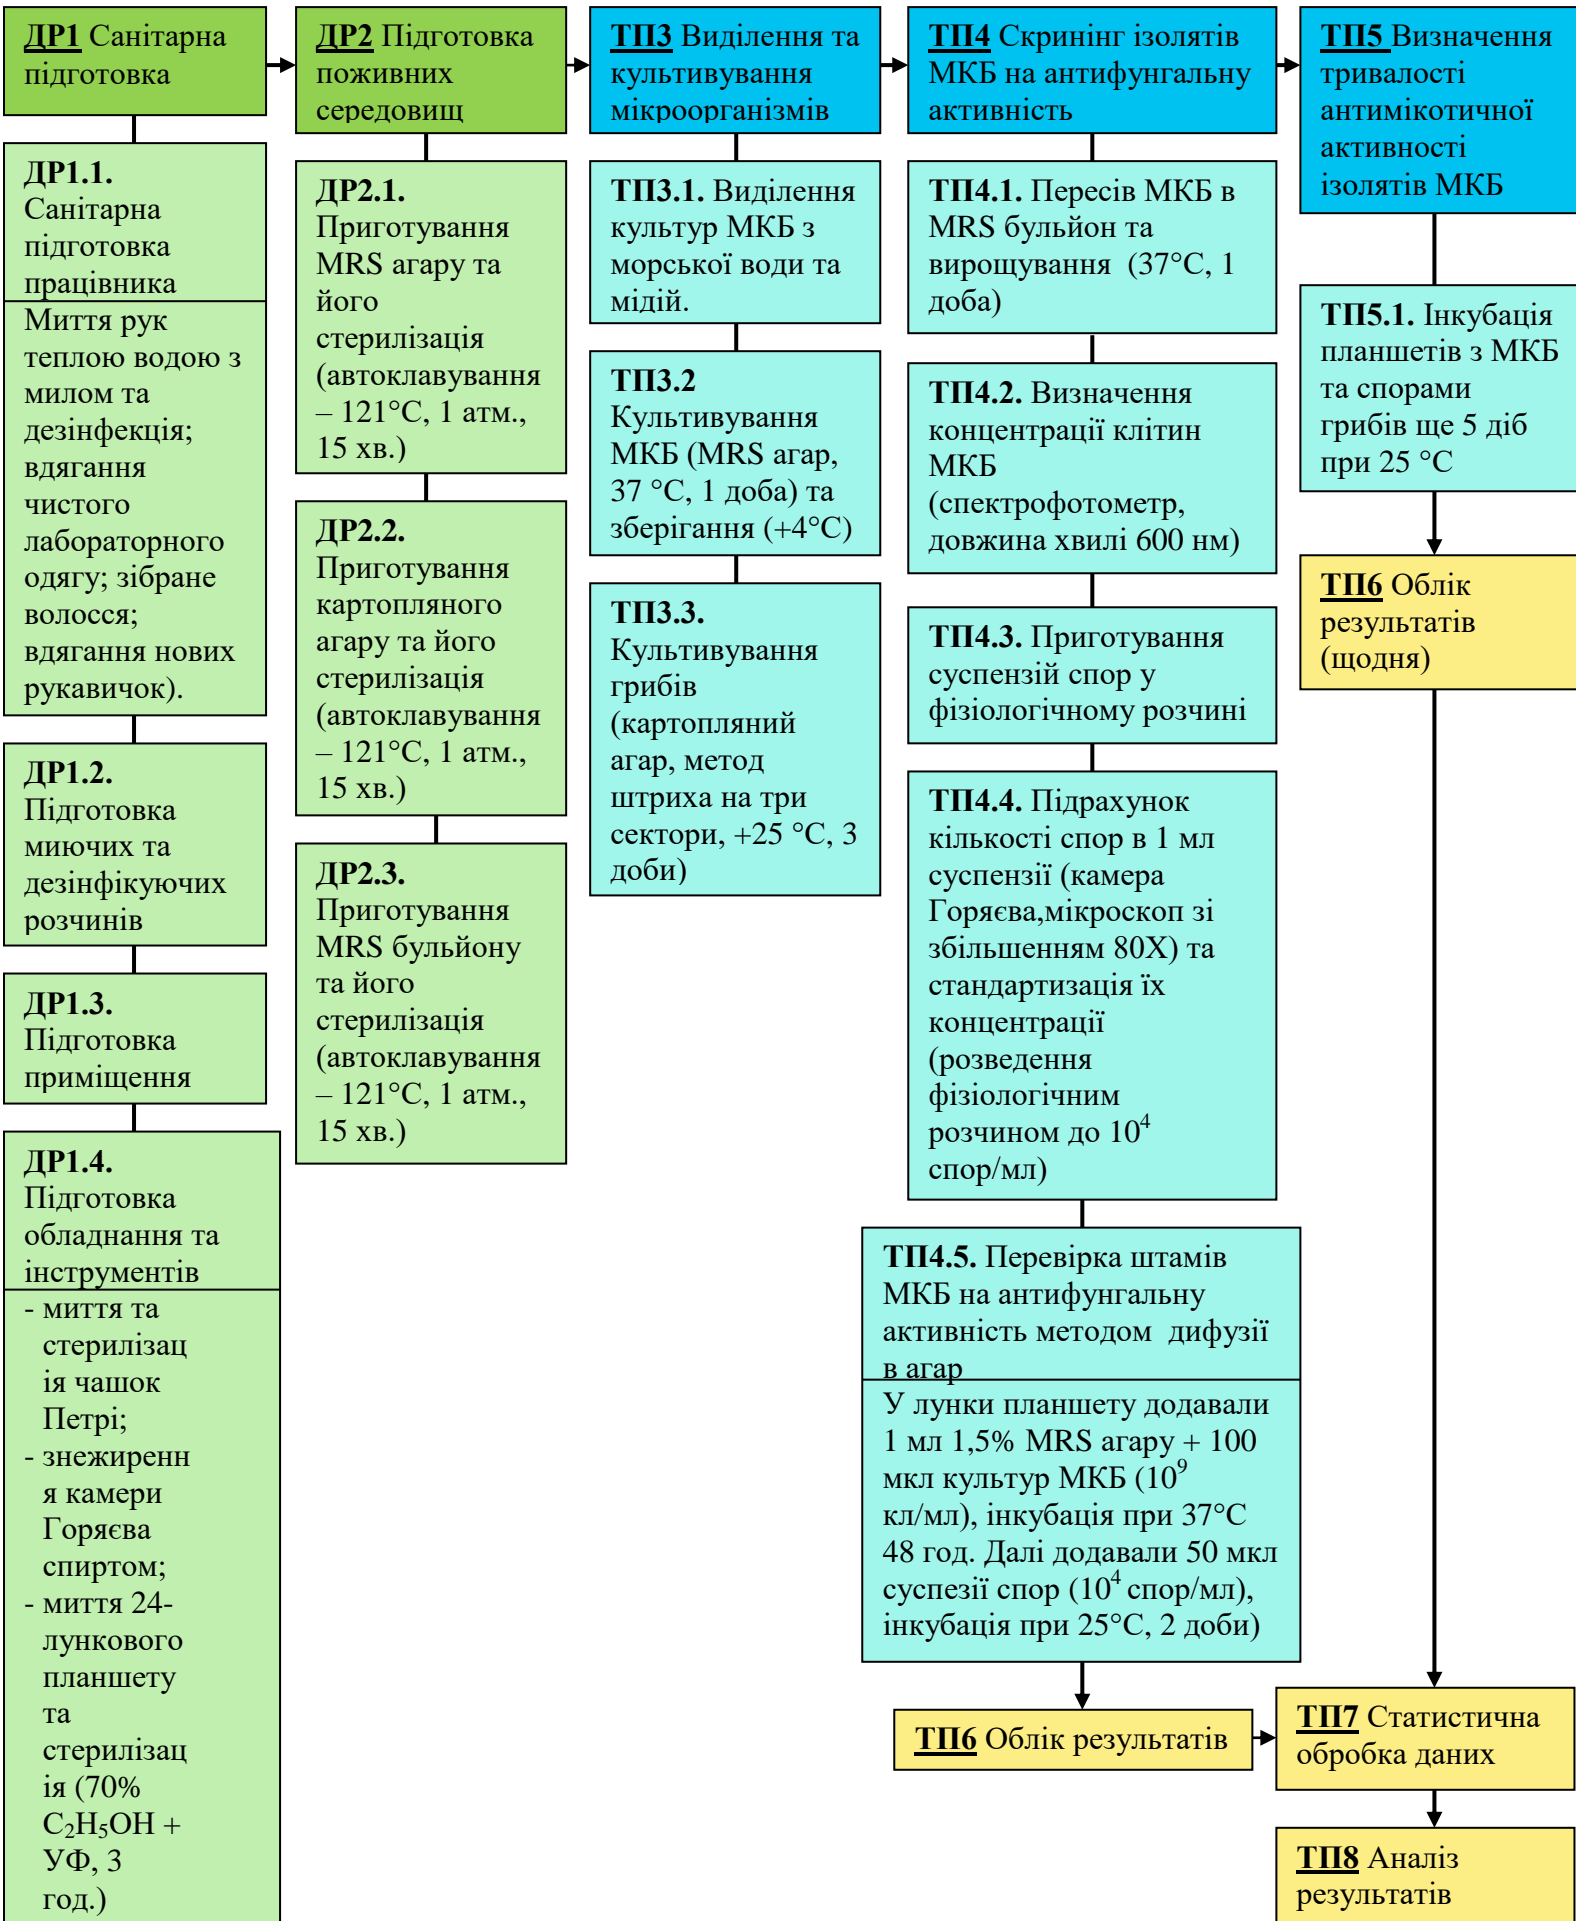 ДР1 Санітарна
підготовка
ДР1.1.
Санітарна
підготовка
працівника
Миття рук
теплою водою з
милом та
дезінфекція;
вдягання
чистого
лабораторного
одягу; зібране
волосся;
вдягання нових
рукавичок).
ДР1.2.
Підготовка
миючих та
дезінфікуючих
розчинів
ДР1.3.
Підготовка
приміщення
ДР1.4.
Підготовка
обладнання та
інструментів
- миття та
стерилізац
ія чашок
Петрі;
- знежиренн
я камери
Горяєва
спиртом;
- миття 24-
лункового
планшету
та
стерилізац
ія (70%
C₂H₅OH +
УФ, 3
год.)
ДР2 Підготовка
поживних
середовищ
ДР2.1.
Приготування
MRS агару та
його
стерилізація
(автоклавування
– 121°С, 1 атм.,
15 хв.)
ДР2.2.
Приготування
картопляного
агару та його
стерилізація
(автоклавування
– 121°С, 1 атм.,
15 хв.)
ДР2.3.
Приготування
MRS бульйону
та його
стерилізація
(автоклавування
– 121°С, 1 атм.,
15 хв.)
ТП3 Виділення та
культивування
мікроорганізмів
ТП3.1. Виділення
культур МКБ з
морської води та
мідій.
ТП3.2
Культивування
МКБ (MRS агар,
37 °С, 1 доба) та
зберігання (+4°С)
ТП3.3.
Культивування
грибів
(картопляний
агар, метод
штриха на три
сектори, +25 °С, 3
доби)
ТП4 Скринінг ізолятів
МКБ на антифунгальну
активність
ТП4.1. Пересів МКБ в
MRS бульйон та
вирощування (37°С, 1
доба)
ТП4.2. Визначення
концентрації клітин
МКБ
(спектрофотометр,
довжина хвилі 600 нм)
ТП4.3. Приготування
суспензій спор у
фізіологічному розчині
ТП4.4. Підрахунок
кількості спор в 1 мл
суспензії (камера
Горяєва,мікроскоп зі
збільшенням 80Х) та
стандартизація їх
концентрації
(розведення
фізіологічним
розчином до 10⁴
спор/мл)
ТП4.5. Перевірка штамів
МКБ на антифунгальну
активність методом дифузії
в агар
У лунки планшету додавали
1 мл 1,5% MRS агару + 100
мкл культур МКБ (10⁹
кл/мл), інкубація при 37°С
48 год. Далі додавали 50 мкл
суспезії спор (10⁴ спор/мл),
інкубація при 25°С, 2 доби)
ТП6 Облік результатів
ТП5 Визначення
тривалості
антимікотичної
активності
ізолятів МКБ
ТП5.1. Інкубація
планшетів з МКБ
та спорами
грибів ще 5 діб
при 25 °С
ТП6 Облік
результатів
(щодня)
ТП7 Статистична
обробка даних
ТП8 Аналіз
результатів